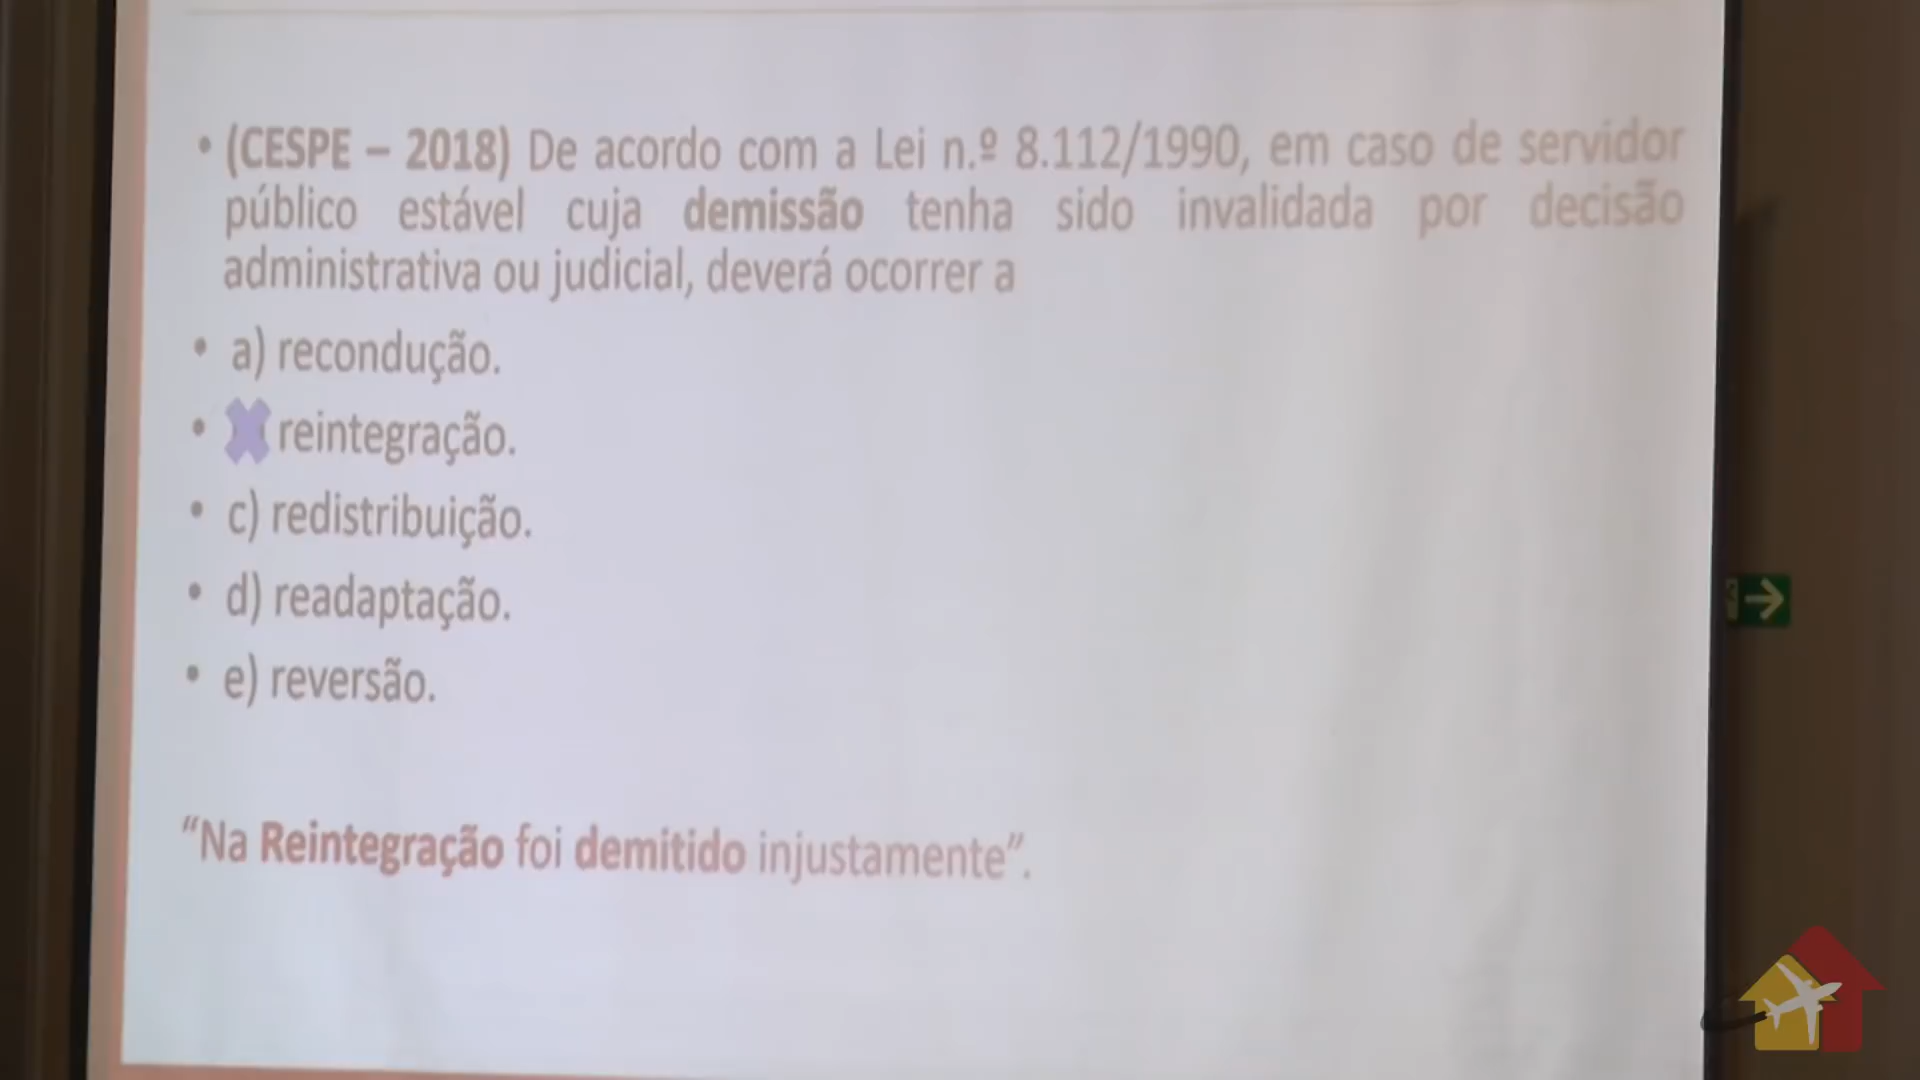 • (CESPE – 2018) De acordo com a Lei n.º 8.112/1990, em caso de servidor
público estável cuja demissão tenha sido invalidada por decisão
administrativa ou judicial, deverá ocorrer a
• a) recondução.
• reintegração.
• c) redistribuição.
• d) readaptação.
• e) reversão.
“Na Reintegração foi demitido injustamente”.